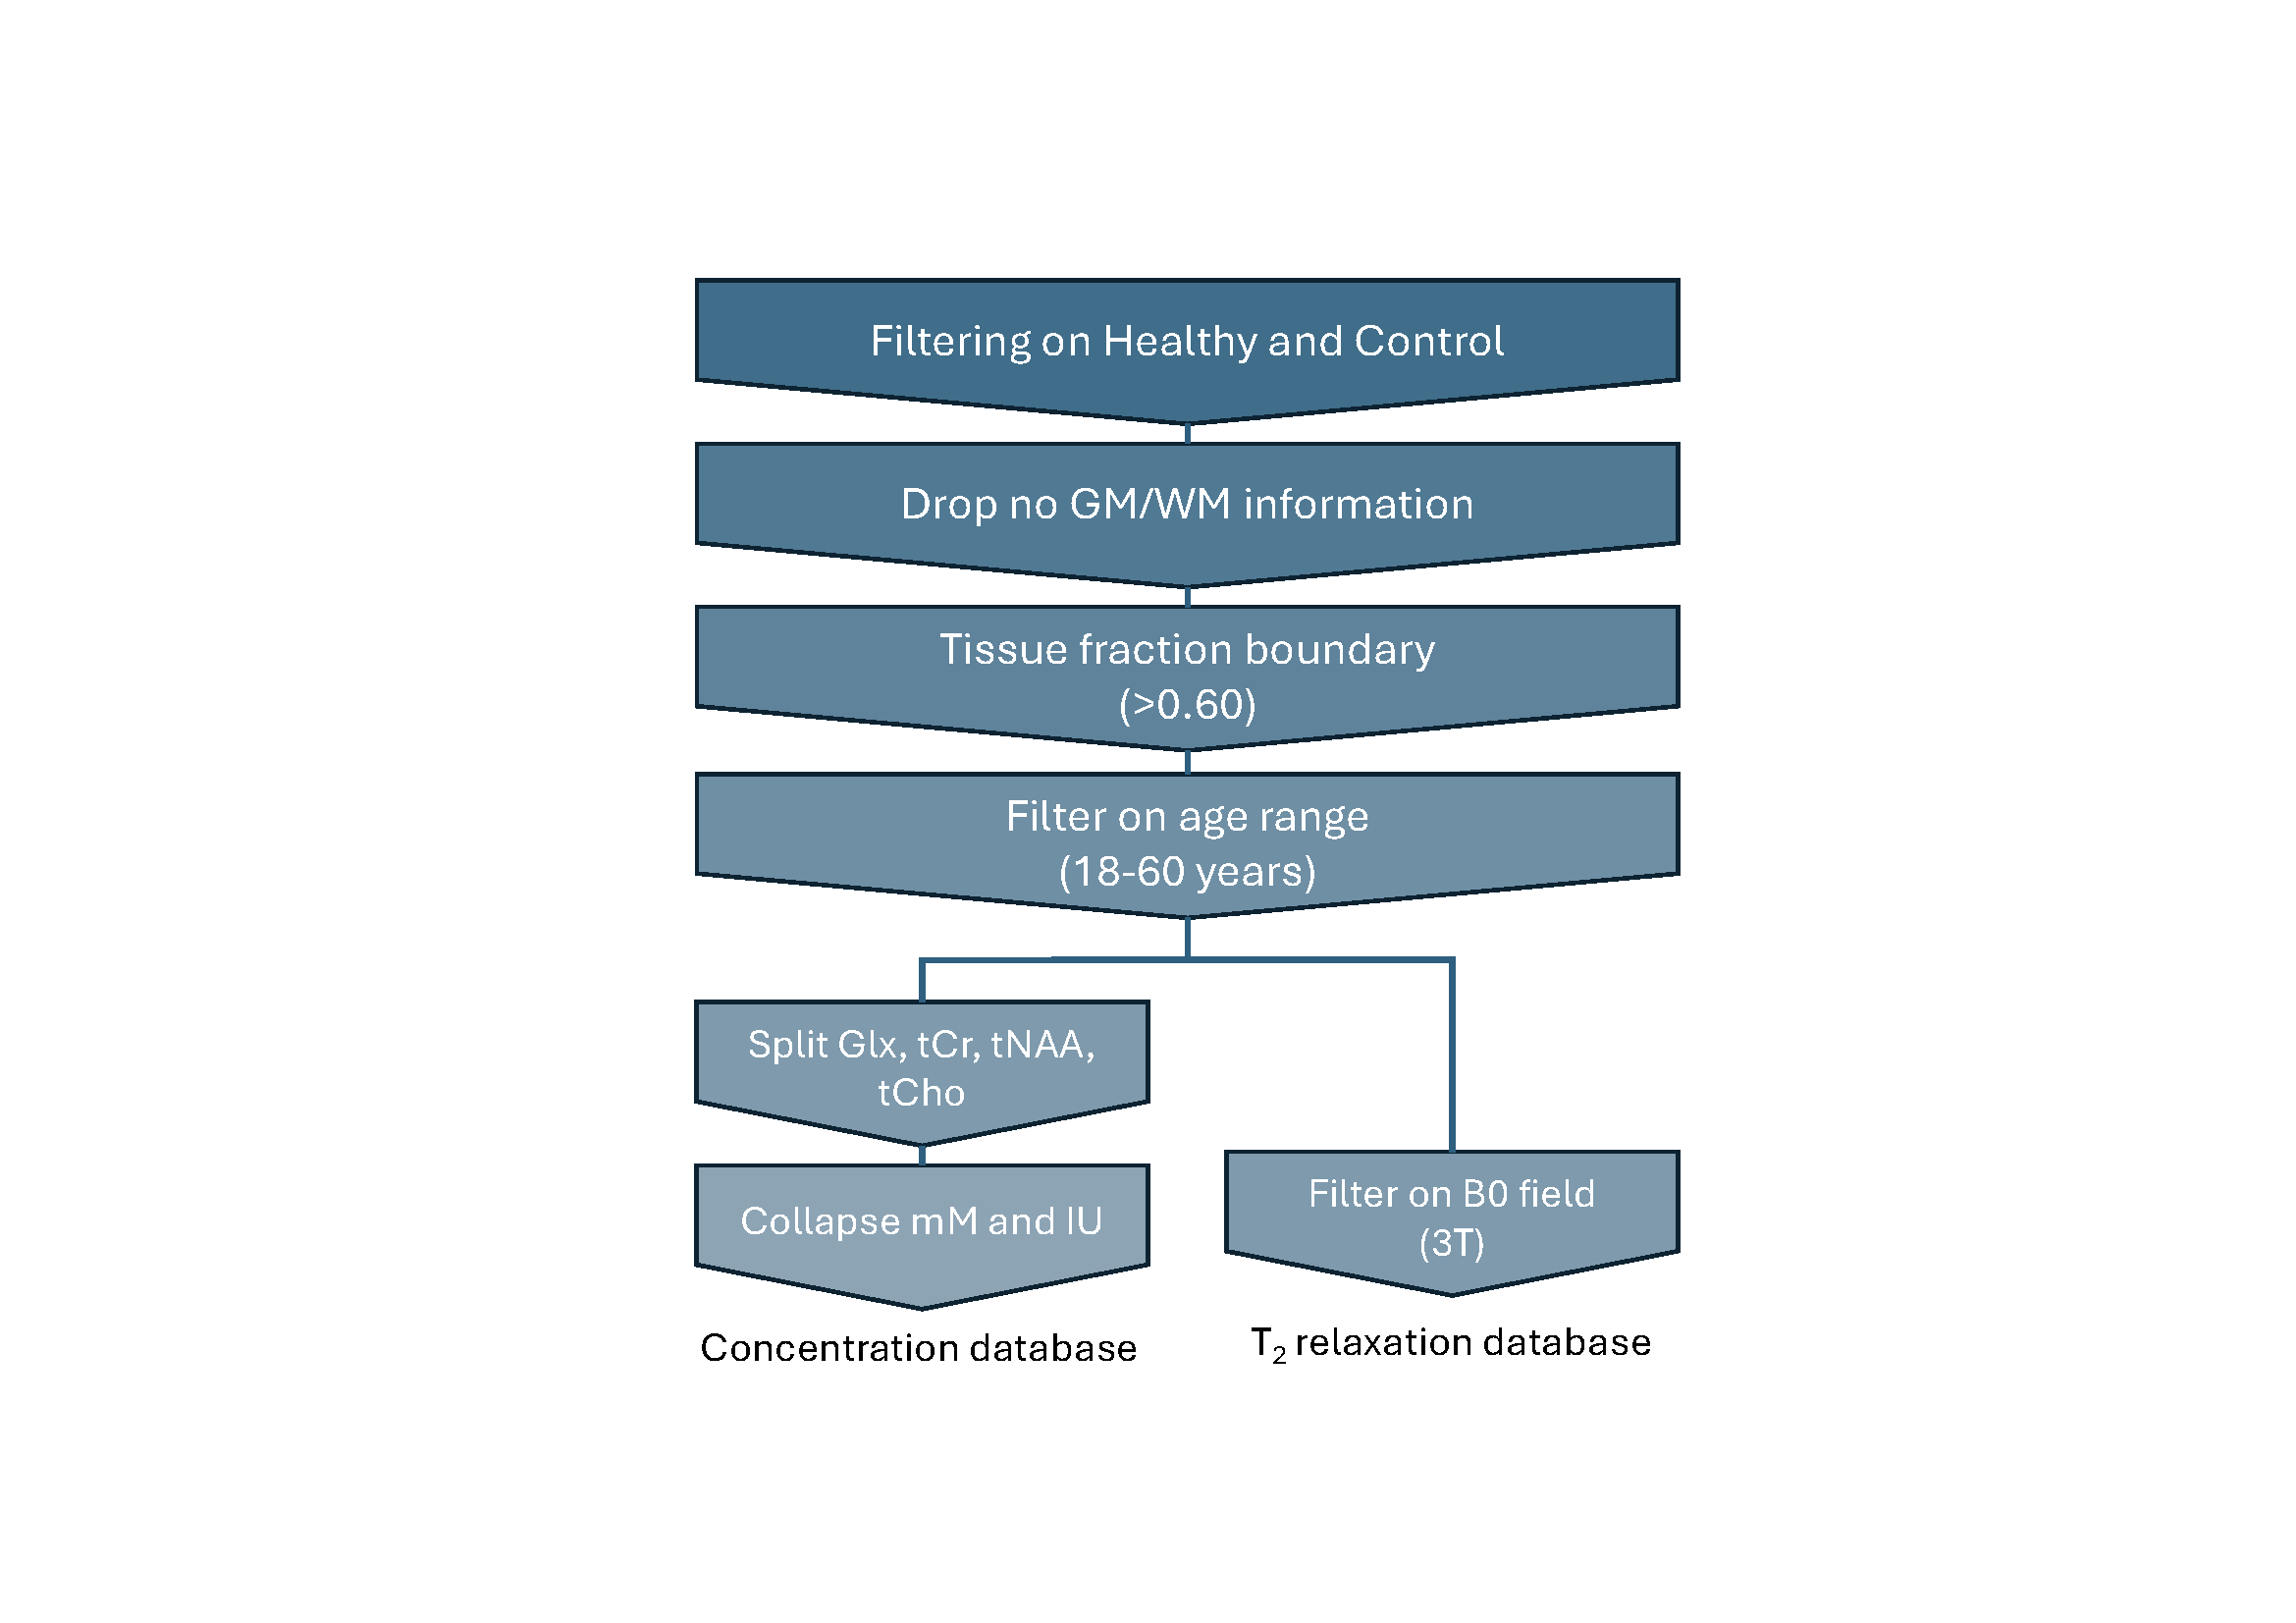 Filtering on Healthy and Control
Drop no GM/WM information
Tissue fraction boundary
(>0.60)
Filter on age range
(18-60 years)
Split Glx, tCr, tNAA,
tCho
Collapse mM and IU
Filter on B0 field
(3T)
Concentration database
T₂ relaxation database